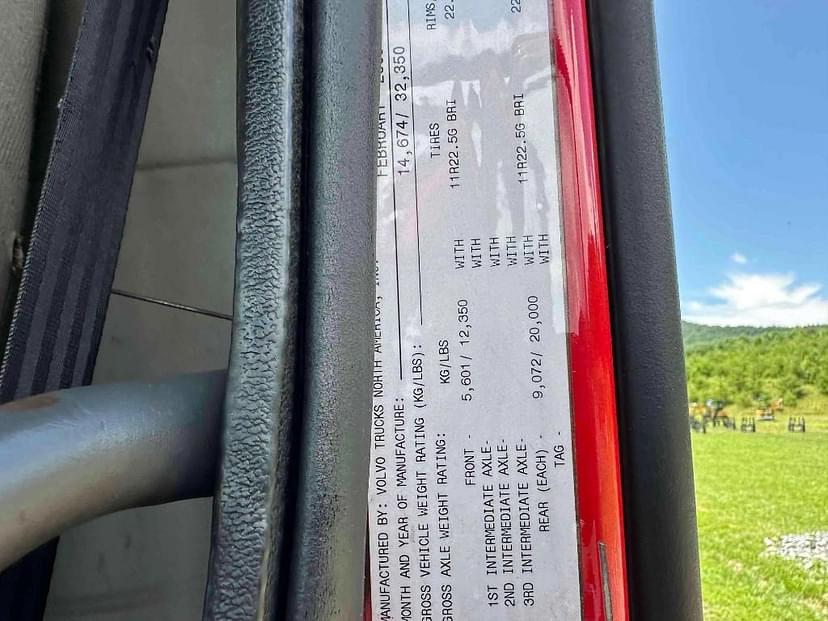 MANUFACTURED BY: VOLVO TRUCKS NORTH AMERICA, INC.
MONTH AND YEAR OF MANUFACTURE: FEBRUARY
GROSS VEHICLE WEIGHT RATING (KG/LBS): 14,674/ 32,350
GROSS AXLE WEIGHT RATING: KG/LBS TIRES RIMS
FRONT - 5,601/ 12,350 WITH 11R22.5G BRI 22.
1ST INTERMEDIATE AXLE- WITH
2ND INTERMEDIATE AXLE- WITH
3RD INTERMEDIATE AXLE- WITH
REAR (EACH) - 9,072/ 20,000 WITH 11R22.5G BRI 22
TAG - WITH